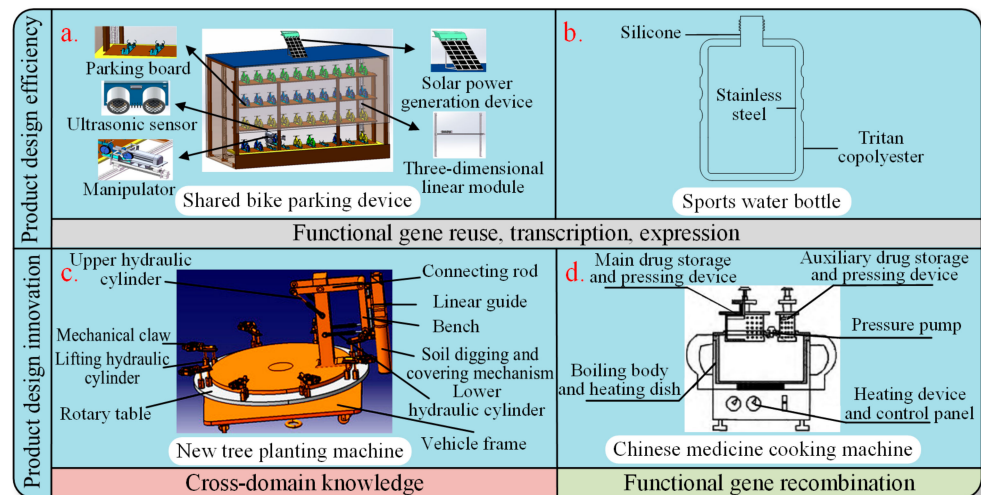 Product design efficiency
a.
Parking board
Ultrasonic sensor
Manipulator
Solar power
generation device
Three-dimensional
linear module
Shared bike parking device
b.
Silicone
Stainless
steel
Tritan
copolyester
Sports water bottle
Functional gene reuse, transcription, expression
Product design innovation
c.
Upper hydraulic
cylinder
Mechanical claw
Lifting hydraulic
cylinder
Rotary table
Connecting rod
Linear guide
Bench
Soil digging and
covering mechanism
Lower
hydraulic cylinder
Vehicle frame
New tree planting machine
d.
Main drug storage
and pressing device
Auxiliary drug storage
and pressing device
Pressure pump
Boiling body
and heating dish
Heating device
and control panel
Chinese medicine cooking machine
Cross-domain knowledge
Functional gene recombination